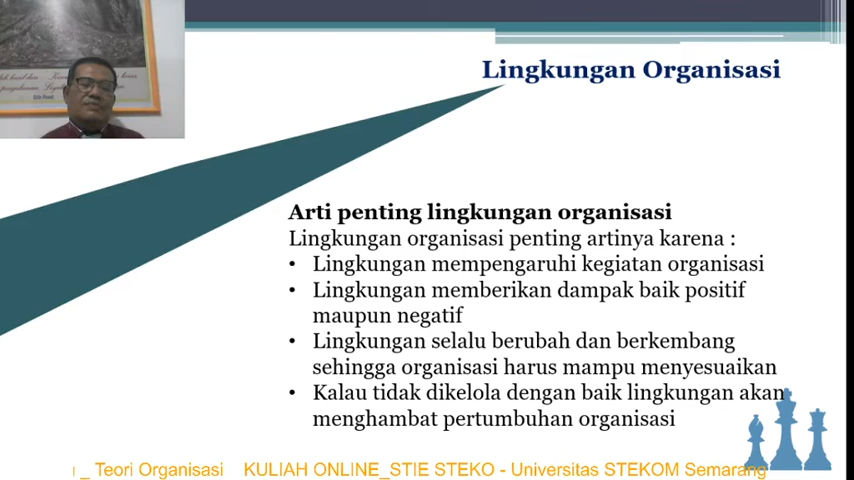 Lingkungan Organisasi
Arti penting lingkungan organisasi
Lingkungan organisasi penting artinya karena :
• Lingkungan mempengaruhi kegiatan organisasi
• Lingkungan memberikan dampak baik positif
maupun negatif
• Lingkungan selalu berubah dan berkembang
sehingga organisasi harus mampu menyesuaikan
• Kalau tidak dikelola dengan baik lingkungan akan
menghambat pertumbuhan organisasi
_ Teori Organisasi KULIAH ONLINE_STIE STEKO - Universitas STEKOM Semarang